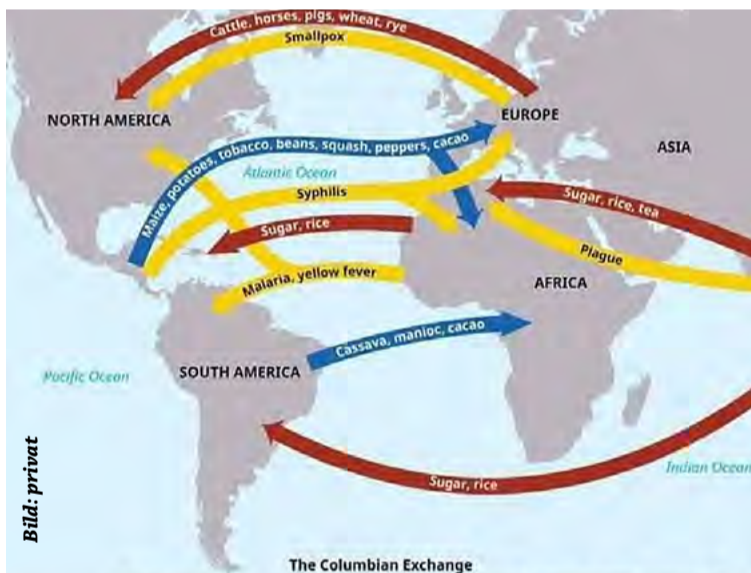 Cattle, horses, pigs, wheat, rye
Smallpox
NORTH AMERICA
EUROPE
Maize, potatoes, tobacco, beans, squash, peppers, cacao
ASIA
Atlantic Ocean
Syphilis
Sugar, rice, tea
Sugar, rice
Plague
Malaria, yellow fever
AFRICA
Cassava, manioc, cacao
Pacific Ocean
SOUTH AMERICA
Indian Ocean
Sugar, rice
Bild: privat
The Columbian Exchange